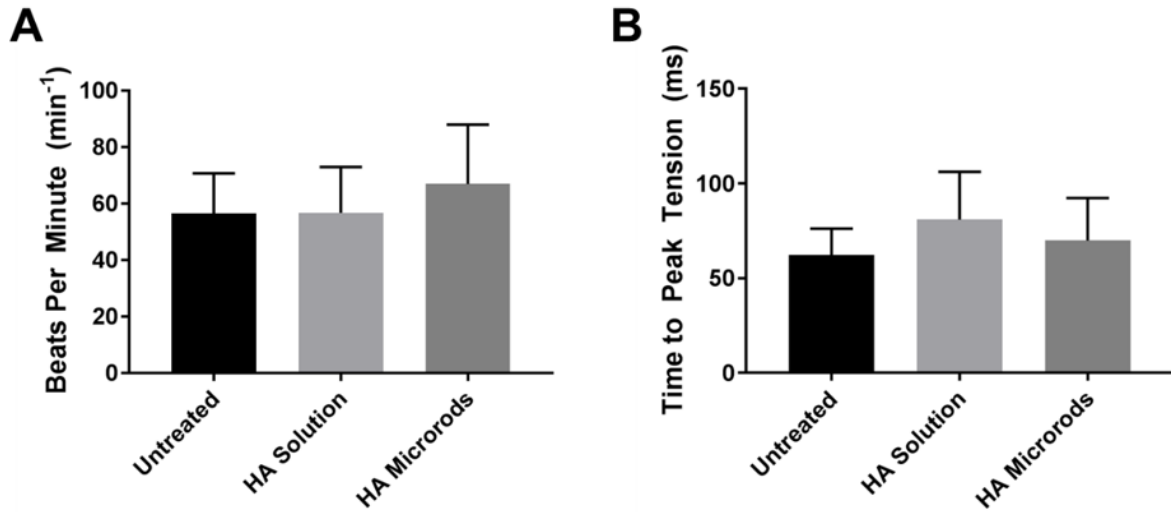 A
Beats Per Minute (min⁻¹)
100
80
60
40
20
0
Untreated
HA Solution
HA Microrods
B
Time to Peak Tension (ms)
150
100
50
0
Untreated
HA Solution
HA Microrods